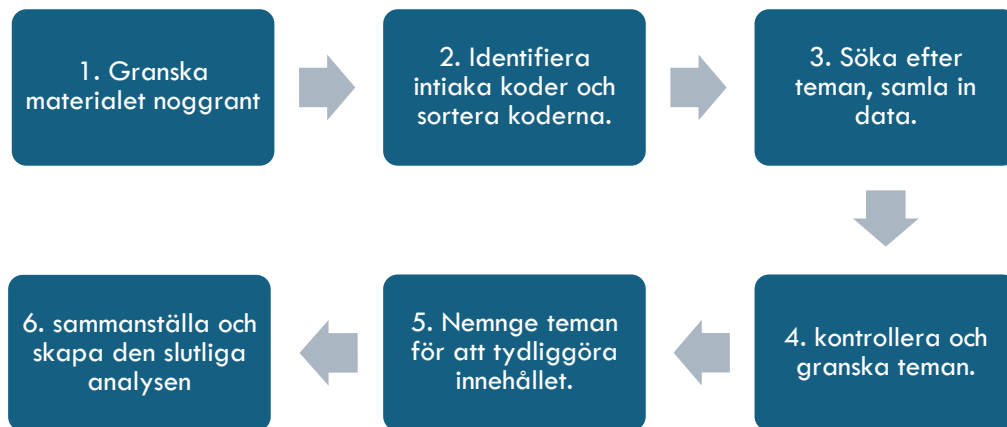 1. Granska
materialet noggrant
2. Identifiera
intiaka koder och
sortera koderna.
3. Söka efter
teman, samla in
data.
4. kontrollera och
granska teman.
5. Nemnge teman
för att tydliggöra
innehållet.
6. sammanställa och
skapa den slutliga
analysen